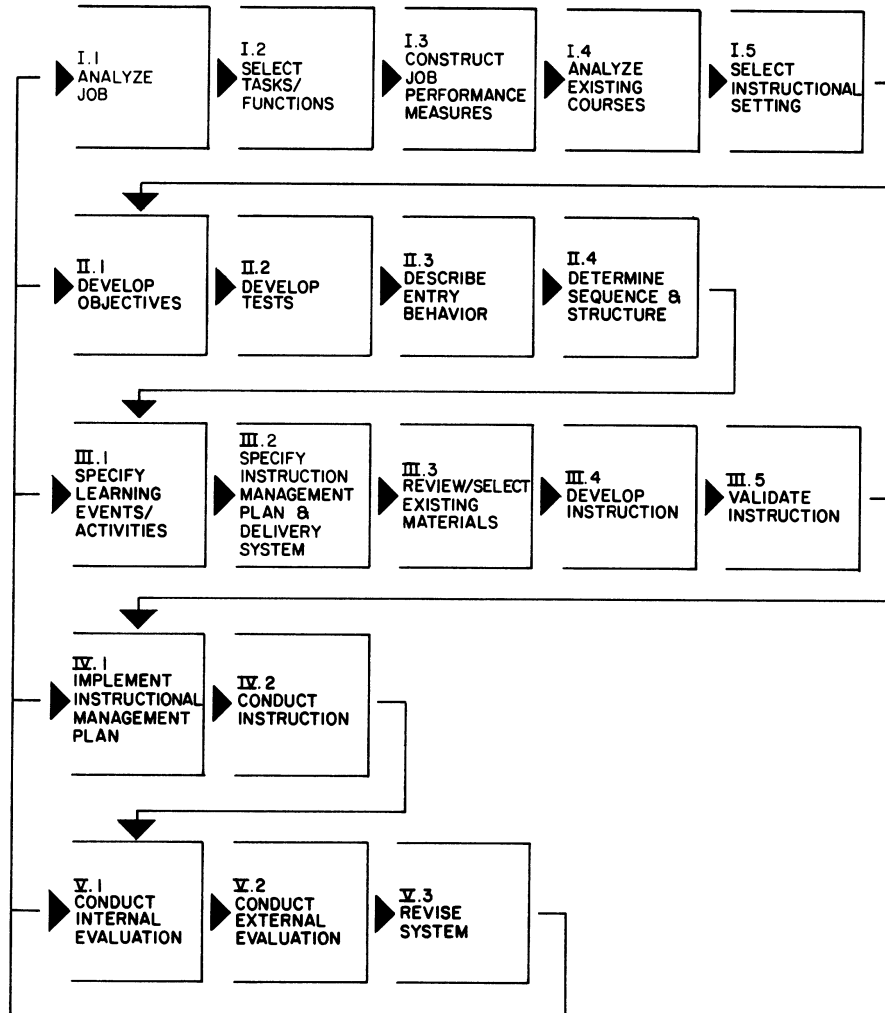 I.1
ANALYZE
JOB
I.2
SELECT
TASKS/
FUNCTIONS
I.3
CONSTRUCT
JOB
PERFORMANCE
MEASURES
I.4
ANALYZE
EXISTING
COURSES
I.5
SELECT
INSTRUCTIONAL
SETTING
II.1
DEVELOP
OBJECTIVES
II.2
DEVELOP
TESTS
II.3
DESCRIBE
ENTRY
BEHAVIOR
II.4
DETERMINE
SEQUENCE &
STRUCTURE
III.1
SPECIFY
LEARNING
EVENTS/
ACTIVITIES
III.2
SPECIFY
INSTRUCTION
MANAGEMENT
PLAN &
DELIVERY
SYSTEM
III.3
REVIEW/SELECT
EXISTING
MATERIALS
III.4
DEVELOP
INSTRUCTION
III.5
VALIDATE
INSTRUCTION
IV.1
IMPLEMENT
INSTRUCTIONAL
MANAGEMENT
PLAN
IV.2
CONDUCT
INSTRUCTION
V.1
CONDUCT
INTERNAL
EVALUATION
V.2
CONDUCT
EXTERNAL
EVALUATION
V.3
REVISE
SYSTEM